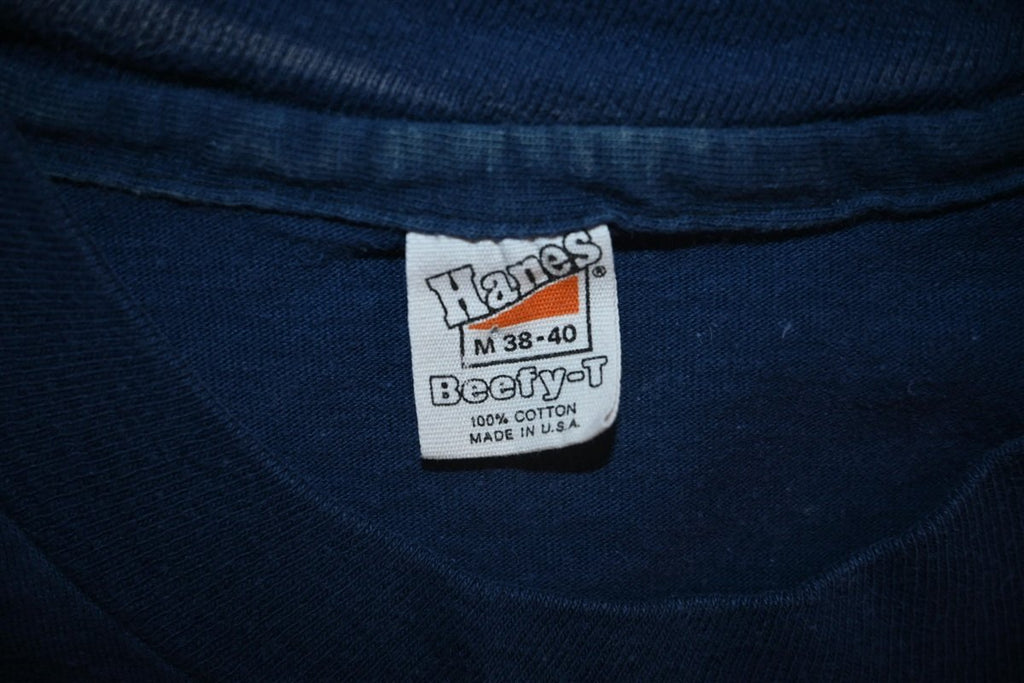 Hanes®
M 38-40
Beefy-T
100% COTTON
MADE IN U.S.A.